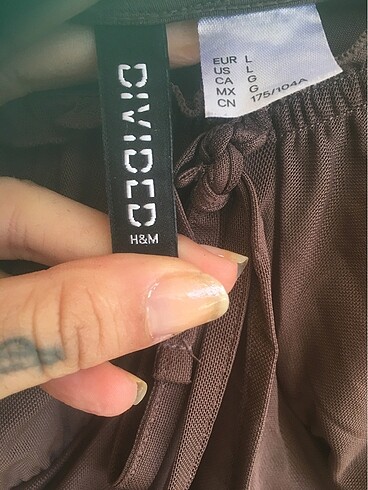 DIVIDED
H&M
EUR L
US L
CA G
MX G
CN 175/104A